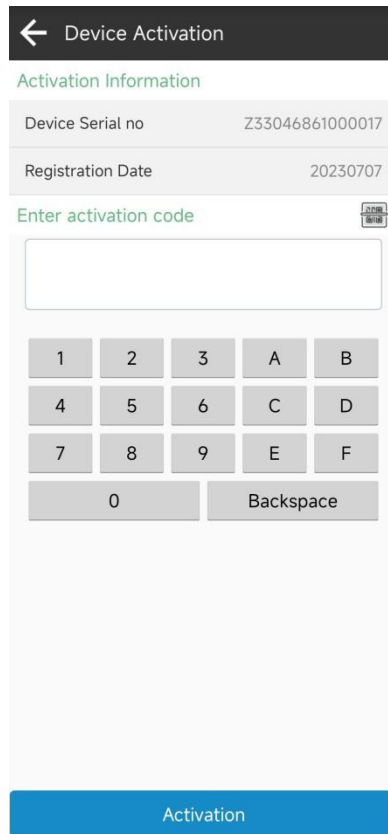 Device Activation
Activation Information
Device Serial no Z33046861000017
Registration Date 20230707
Enter activation code
1 2 3 A B
4 5 6 C D
7 8 9 E F
0 Backspace
Activation